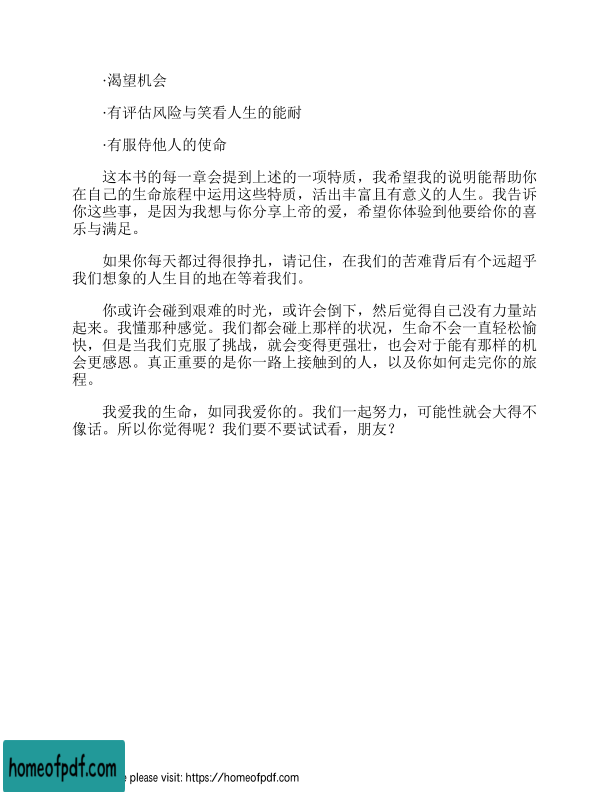 ·渴望机会
·有评估风险与笑看人生的能耐
·有服侍他人的使命
这本书的每一章会提到上述的一项特质，我希望我的说明能帮助你
在自己的生命旅程中运用这些特质，活出丰富且有意义的人生。我告诉
你这些事，是因为我想与你分享上帝的爱，希望你体验到他要给你的喜
乐与满足。
如果你每天都过得很挣扎，请记住，在我们的苦难背后有个远超乎
我们想象的人生目的地在等着我们。
你或许会碰到艰难的时光，或许会倒下，然后觉得自己没有力量站
起来。我懂那种感觉。我们都会碰上那样的状况，生命不会一直轻松愉
快，但是当我们克服了挑战，就会变得更强壮，也会对于能有那样的机
会更感恩。真正重要的是你一路上接触到的人，以及你如何走完你的旅
程。
我爱我的生命，如同我爱你的。我们一起努力，可能性就会大得不
像话。所以你觉得呢？我们要不要试试看，朋友？
homeofpdf.com
please visit: https://homeofpdf.com